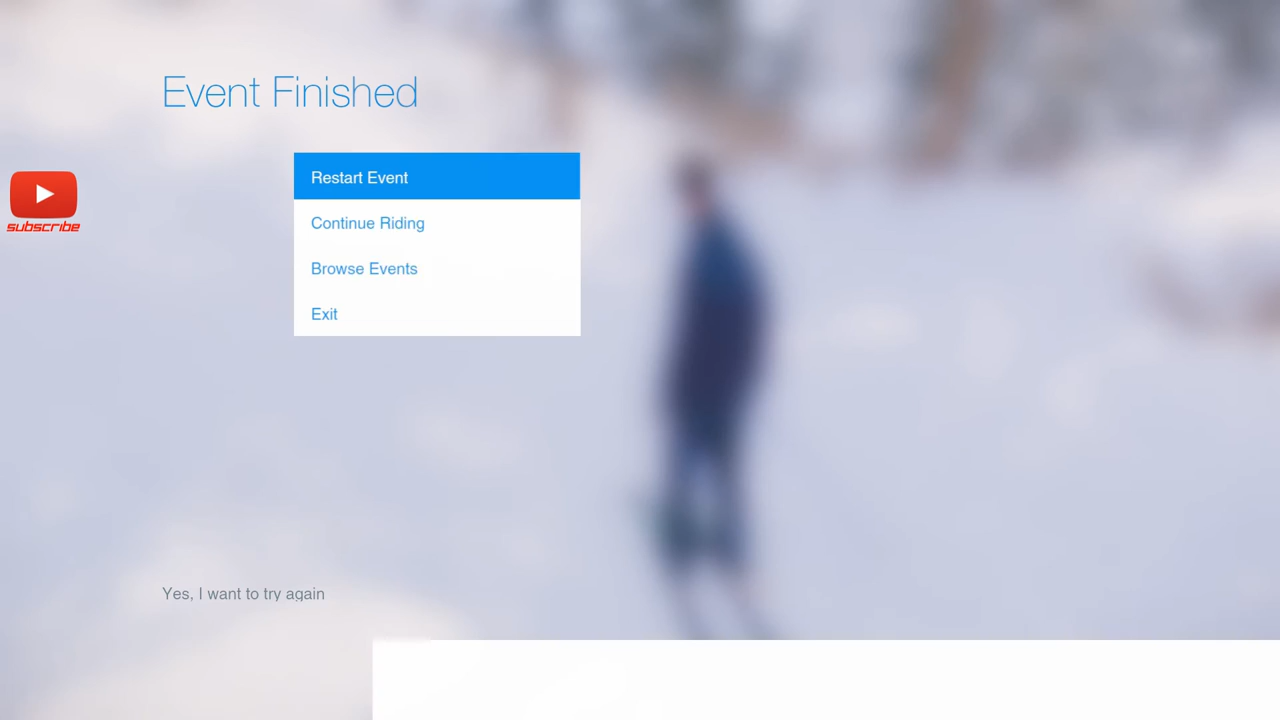 Event Finished
Restart Event
subscribe
Continue Riding
Browse Events
Exit
Yes, I want to try again